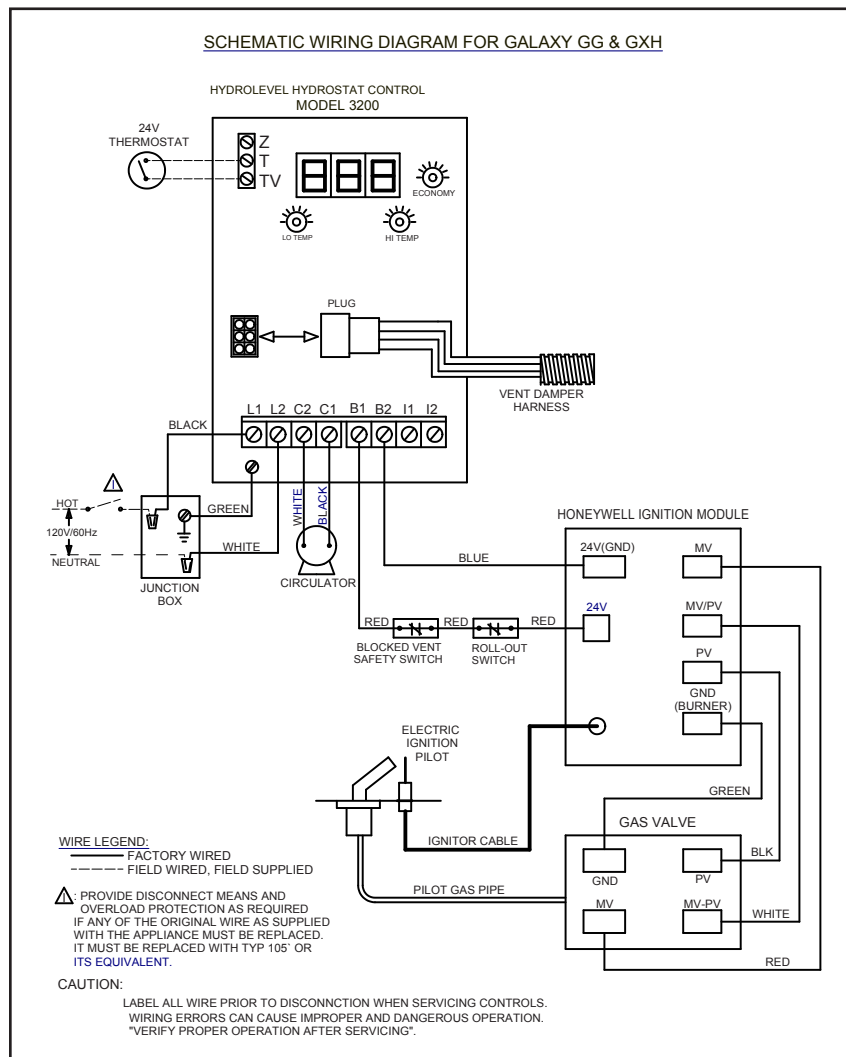 SCHEMATIC WIRING DIAGRAM FOR GALAXY GG & GXH
HYDROLEVEL HYDROSTAT CONTROL
MODEL 3200
24V
THERMOSTAT
Z
T
TV
888
ECONOMY
LO TEMP
HI TEMP
PLUG
VENT DAMPER
HARNESS
L1 L2 C2 C1 B1 B2 I1 I2
BLACK
HOT
120V/60Hz
NEUTRAL
GREEN
WHITE
JUNCTION
BOX
WHITE
BLACK
CIRCULATOR
BLUE
RED
RED
RED
BLOCKED VENT
SAFETY SWITCH
ROLL-OUT
SWITCH
HONEYWELL IGNITION MODULE
24V(GND)
MV
24V
MV/PV
PV
GND
(BURNER)
ELECTRIC
IGNITION
PILOT
IGNITOR CABLE
PILOT GAS PIPE
GREEN
GAS VALVE
GND
PV
BLK
MV
MV-PV
WHITE
RED
WIRE LEGEND:
FACTORY WIRED
FIELD WIRED, FIELD SUPPLIED
: PROVIDE DISCONNECT MEANS AND
OVERLOAD PROTECTION AS REQUIRED
IF ANY OF THE ORIGINAL WIRE AS SUPPLIED
WITH THE APPLIANCE MUST BE REPLACED.
IT MUST BE REPLACED WITH TYP 105` OR
ITS EQUIVALENT.
CAUTION:
LABEL ALL WIRE PRIOR TO DISCONNCTION WHEN SERVICING CONTROLS.
WIRING ERRORS CAN CAUSE IMPROPER AND DANGEROUS OPERATION.
"VERIFY PROPER OPERATION AFTER SERVICING".